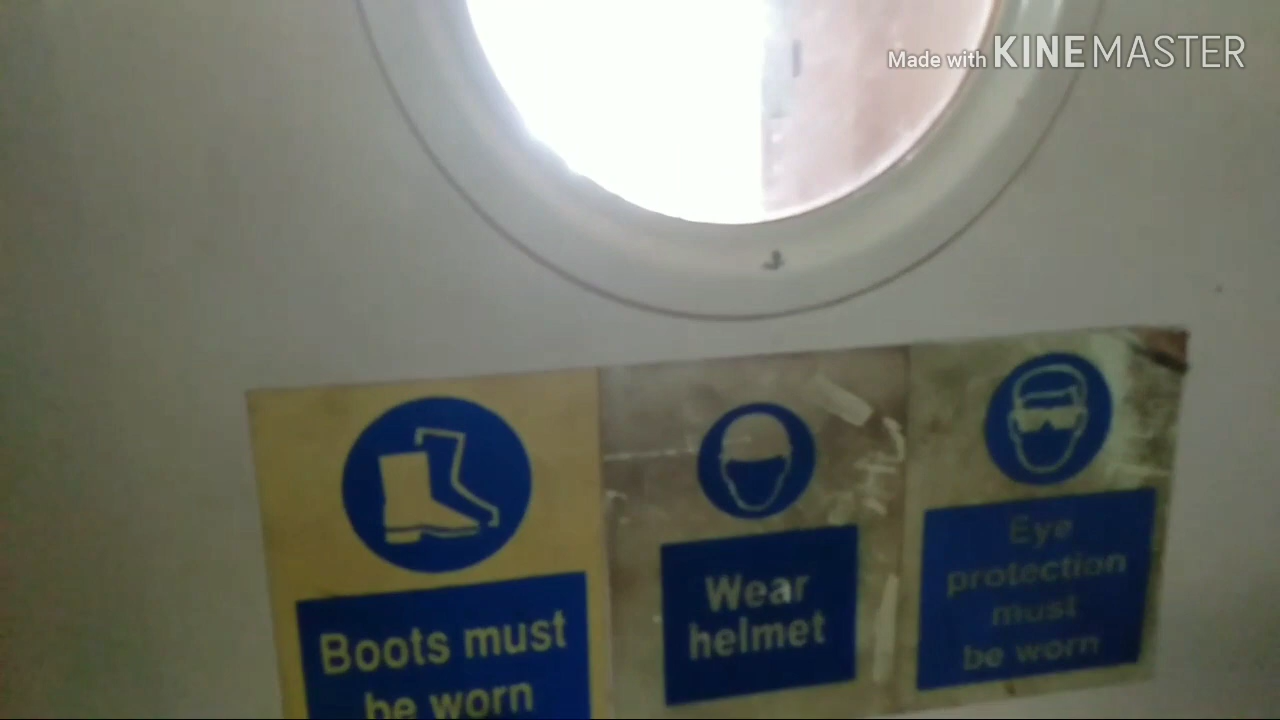 Made with KINEMASTER
Boots must
be worn
Wear
helmet
Eye
protection
must
be worn